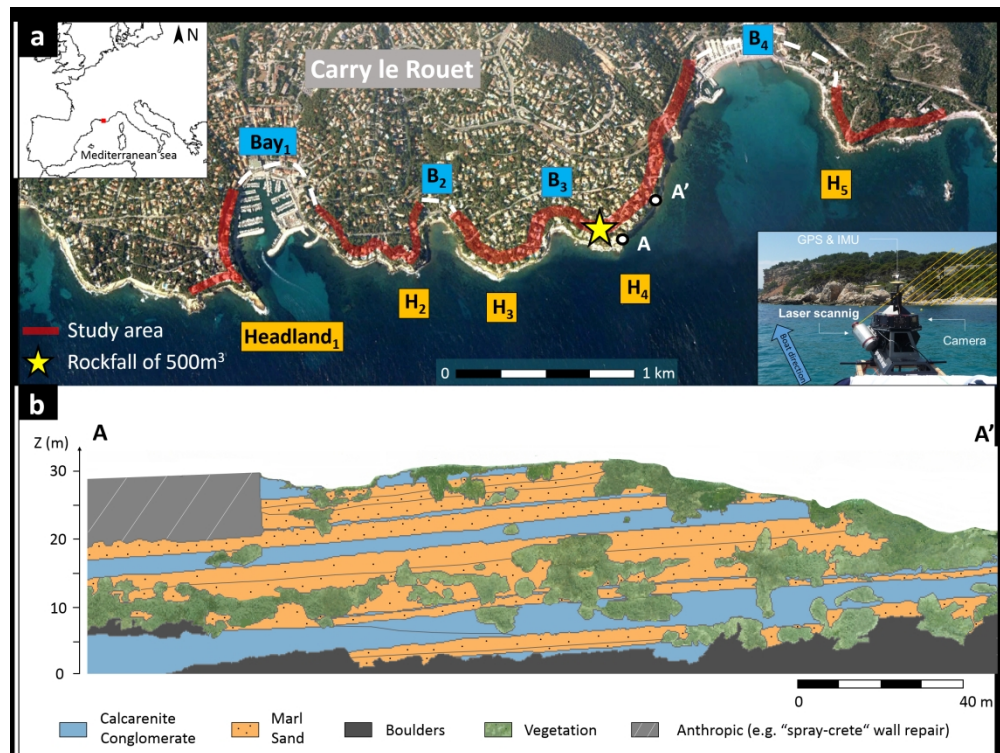 a
N
Mediterranean sea
Carry le Rouet
Bay1
B2
B3
B4
A'
A
H5
H2
H3
H4
Headland1
Study area
Rockfall of 500m³
0
1 km
GPS & IMU
Laser scannig
Camera
Boat direction
b
Z (m)
A
A'
30
20
10
0
0
40 m
Calcarenite
Conglomerate
Marl
Sand
Boulders
Vegetation
Anthropic (e.g. “spray-crete“ wall repair)